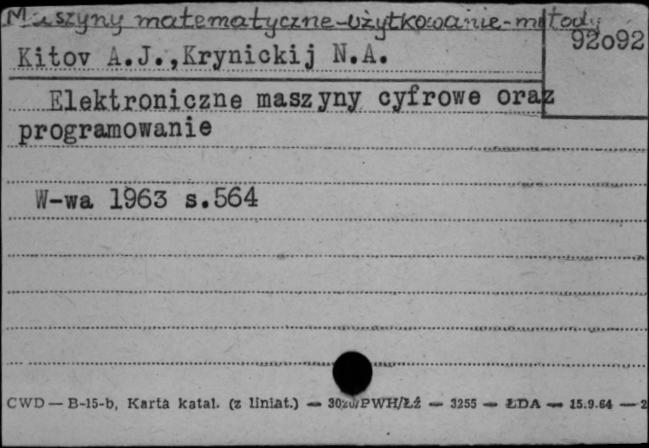 Maszyny matematyczne-użytkowanie-metody
92092
Kitov A.J.,Krynickij N.A.
Elektroniczne maszyny cyfrowe oraz
programowanie
W-wa 1963 s.564
CWD — B-15-b, Karta katal. (z liniat.) — /PWH/Łź — 3255 — ŁDA — 15.9.64 — 2